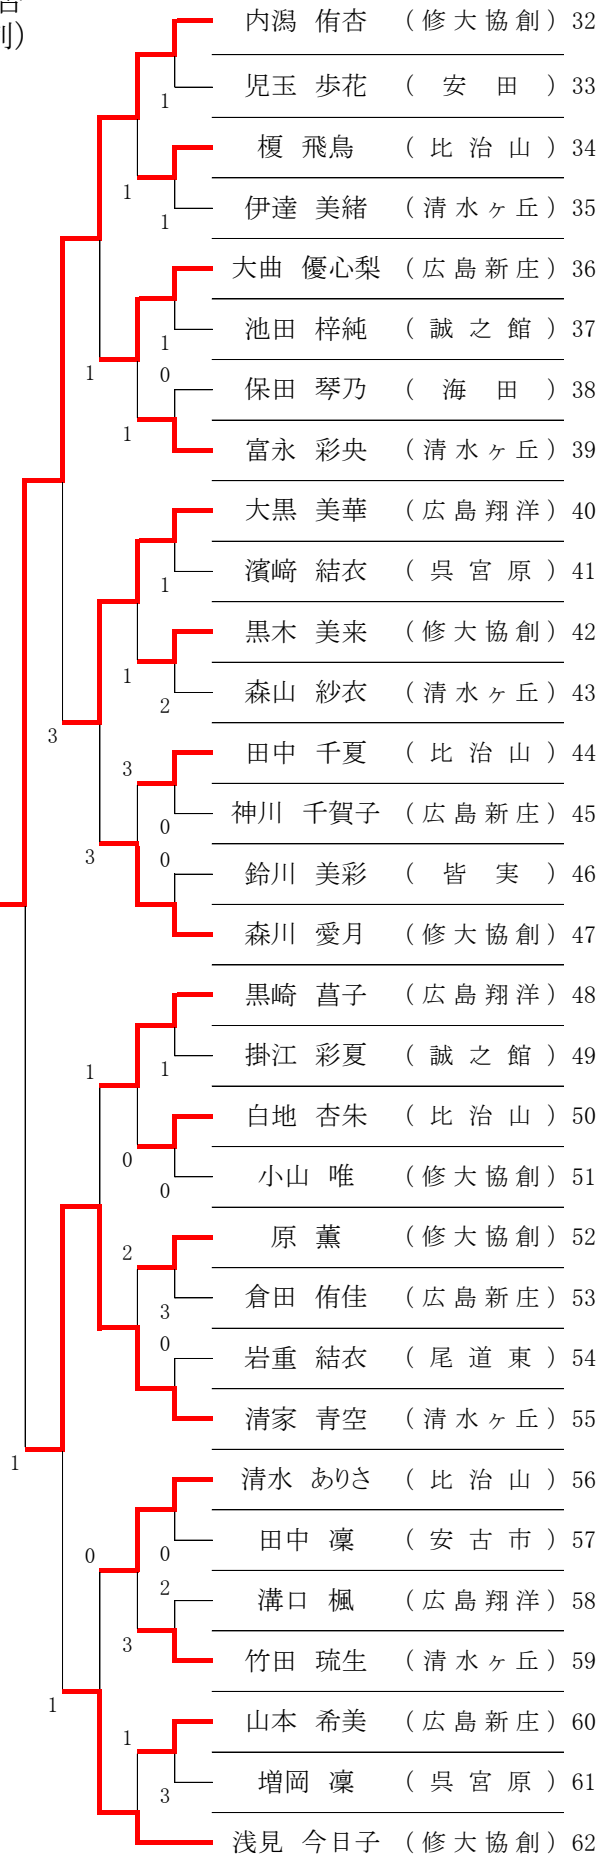 別)
内潟 侑杏 (修大協創) 32
児玉 歩花 (安田) 33
1
榎 飛鳥 (比治山) 34
1
伊達 美緒 (清水ヶ丘) 35
1
大曲 優心梨 (広島新庄) 36
池田 梓純 (誠之館) 37
1
1 0
保田 琴乃 (海田) 38
1
富永 彩央 (清水ヶ丘) 39
大黒 美華 (広島翔洋) 40
濱﨑 結衣 (呉宮原) 41
1
黒木 美来 (修大協創) 42
1
森山 紗衣 (清水ヶ丘) 43
2
3
田中 千夏 (比治山) 44
3
神川 千賀子 (広島新庄) 45
0
3 0
鈴川 美彩 (皆実) 46
森川 愛月 (修大協創) 47
黒崎 菖子 (広島翔洋) 48
掛江 彩夏 (誠之館) 49
1 1
白地 杏朱 (比治山) 50
0
小山 唯 (修大協創) 51
0
原 薫 (修大協創) 52
2
倉田 侑佳 (広島新庄) 53
3
0
岩重 結衣 (尾道東) 54
清家 青空 (清水ヶ丘) 55
1
清水 ありさ (比治山) 56
田中 凜 (安古市) 57
0 0
2
溝口 楓 (広島翔洋) 58
3
竹田 琉生 (清水ヶ丘) 59
1
山本 希美 (広島新庄) 60
1
増岡 凜 (呉宮原) 61
3
浅見 今日子 (修大協創) 62